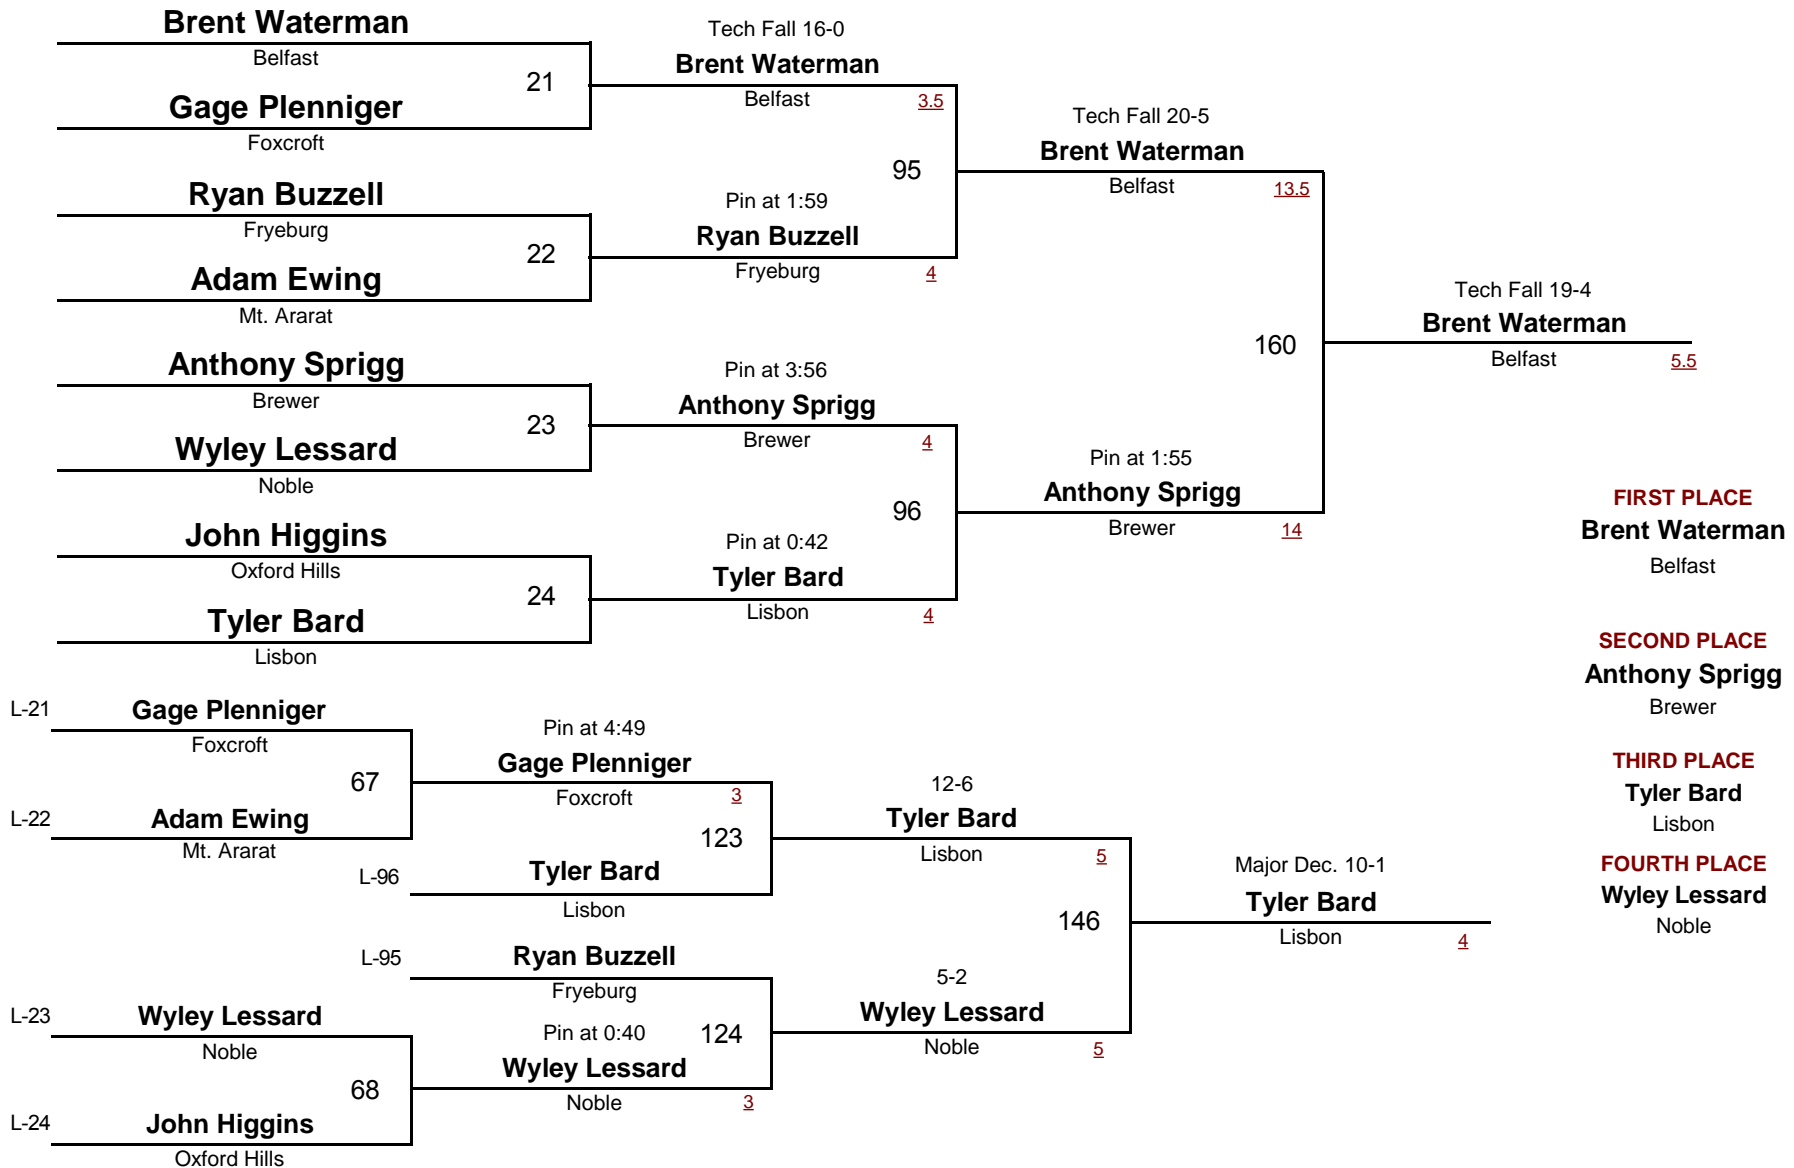 Brent Waterman
Belfast
21
Gage Plenniger
Foxcroft
Ryan Buzzell
Fryeburg
22
Adam Ewing
Mt. Ararat
Anthony Sprigg
Brewer
23
Wyley Lessard
Noble
John Higgins
Oxford Hills
24
Tyler Bard
Lisbon
Tech Fall 16-0
Brent Waterman
Belfast
3.5
95
Pin at 1:59
Ryan Buzzell
Fryeburg
4
Pin at 3:56
Anthony Sprigg
Brewer
4
96
Pin at 0:42
Tyler Bard
Lisbon
4
Tech Fall 20-5
Brent Waterman
Belfast
13.5
160
Pin at 1:55
Anthony Sprigg
Brewer
14
Tech Fall 19-4
Brent Waterman
Belfast
5.5
L-21
Gage Plenniger
Foxcroft
67
L-22
Adam Ewing
Mt. Ararat
Pin at 4:49
Gage Plenniger
Foxcroft
3
123
L-96
Tyler Bard
Lisbon
L-95
Ryan Buzzell
Fryeburg
124
Pin at 0:40
Wyley Lessard
Noble
3
L-23
Wyley Lessard
Noble
68
L-24
John Higgins
Oxford Hills
12-6
Tyler Bard
Lisbon
5
146
5-2
Wyley Lessard
Noble
5
Major Dec. 10-1
Tyler Bard
Lisbon
4
FIRST PLACE
Brent Waterman
Belfast
SECOND PLACE
Anthony Sprigg
Brewer
THIRD PLACE
Tyler Bard
Lisbon
FOURTH PLACE
Wyley Lessard
Noble